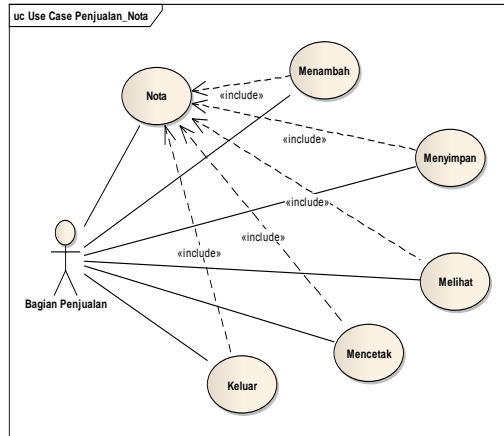 uc Use Case Penjualan_Nota
Menambah
Nota
«include»
«include»
Menyimpan
«include»
«include»
«include»
Melihat
Bagian Penjualan
Mencetak
Keluar